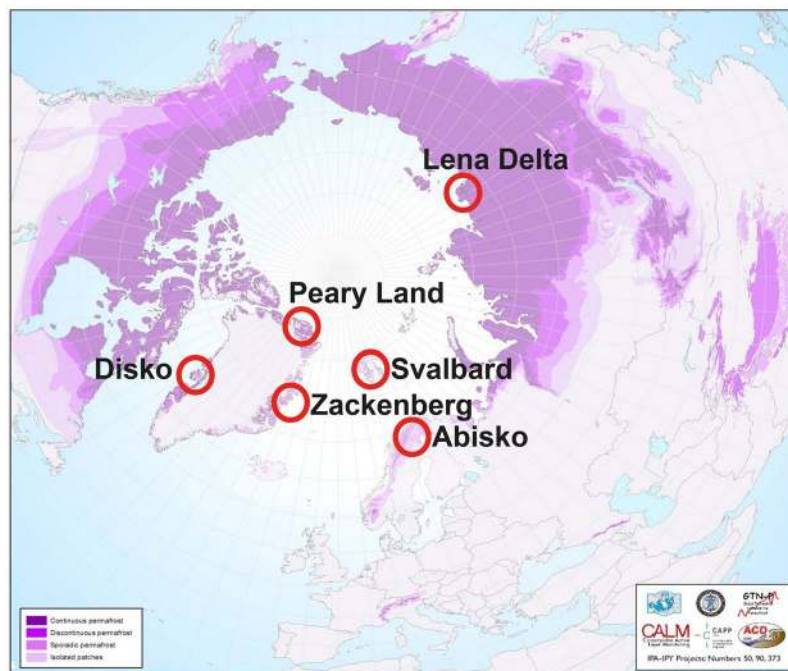 Lena Delta
Peary Land
Disko
Svalbard
Zackenberg
Abisko
Continuous permafrost
Discontinuous permafrost
Sporadic permafrost
Isolated patches
GTN-P
CALM
CAPP
ACD
IPA-IPY Projects: Numbers 50, 90, 373